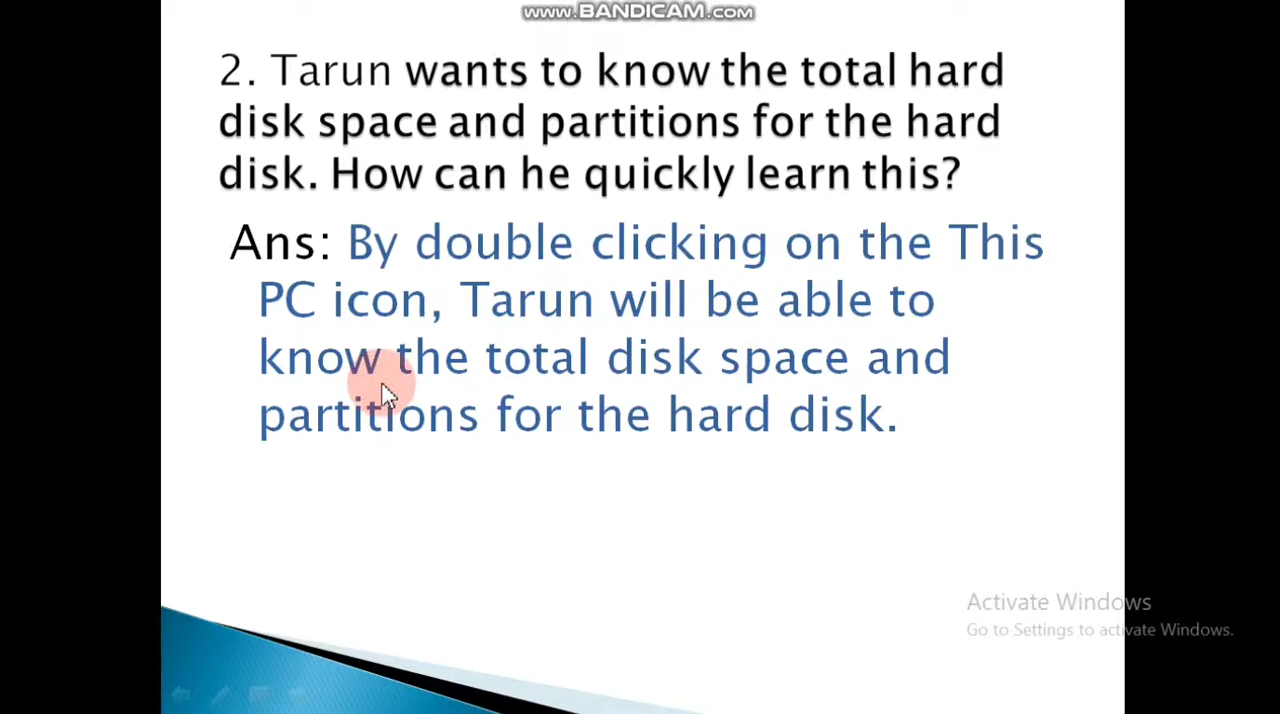 www.BANDICAM.com
2. Tarun wants to know the total hard
disk space and partitions for the hard
disk. How can he quickly learn this?
Ans: By double clicking on the This
PC icon, Tarun will be able to
know the total disk space and
partitions for the hard disk.
Activate Windows
Go to Settings to activate Windows.